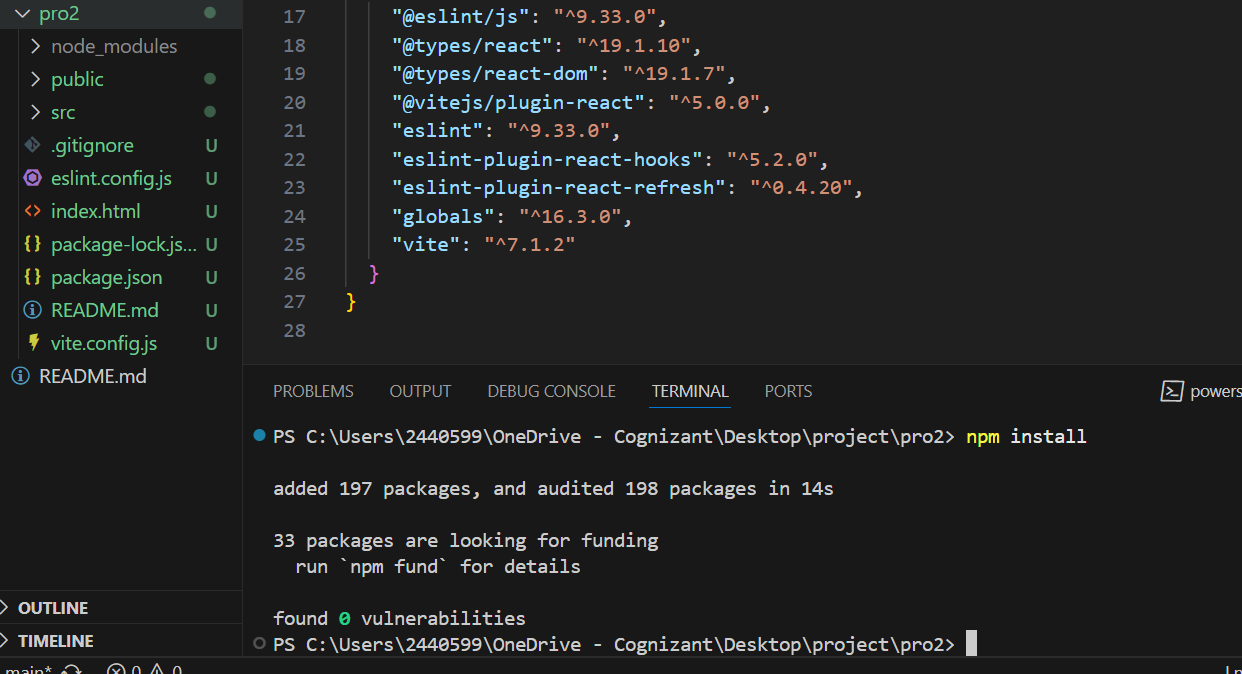 pro2
node_modules
public
src
.gitignore U
eslint.config.js U
index.html U
package-lock.js... U
package.json U
README.md U
vite.config.js U
README.md
OUTLINE
TIMELINE
17 "@eslint/js": "^9.33.0",
18 "@types/react": "^19.1.10",
19 "@types/react-dom": "^19.1.7",
20 "@vitejs/plugin-react": "^5.0.0",
21 "eslint": "^9.33.0",
22 "eslint-plugin-react-hooks": "^5.2.0",
23 "eslint-plugin-react-refresh": "^0.4.20",
24 "globals": "^16.3.0",
25 "vite": "^7.1.2"
26 }
27 }
28
PROBLEMS OUTPUT DEBUG CONSOLE TERMINAL PORTS powers
PS C:\Users\2440599\OneDrive - Cognizant\Desktop\project\pro2> npm install
added 197 packages, and audited 198 packages in 14s
33 packages are looking for funding
run `npm fund` for details
found 0 vulnerabilities
PS C:\Users\2440599\OneDrive - Cognizant\Desktop\project\pro2>
main* 0 0 Ln